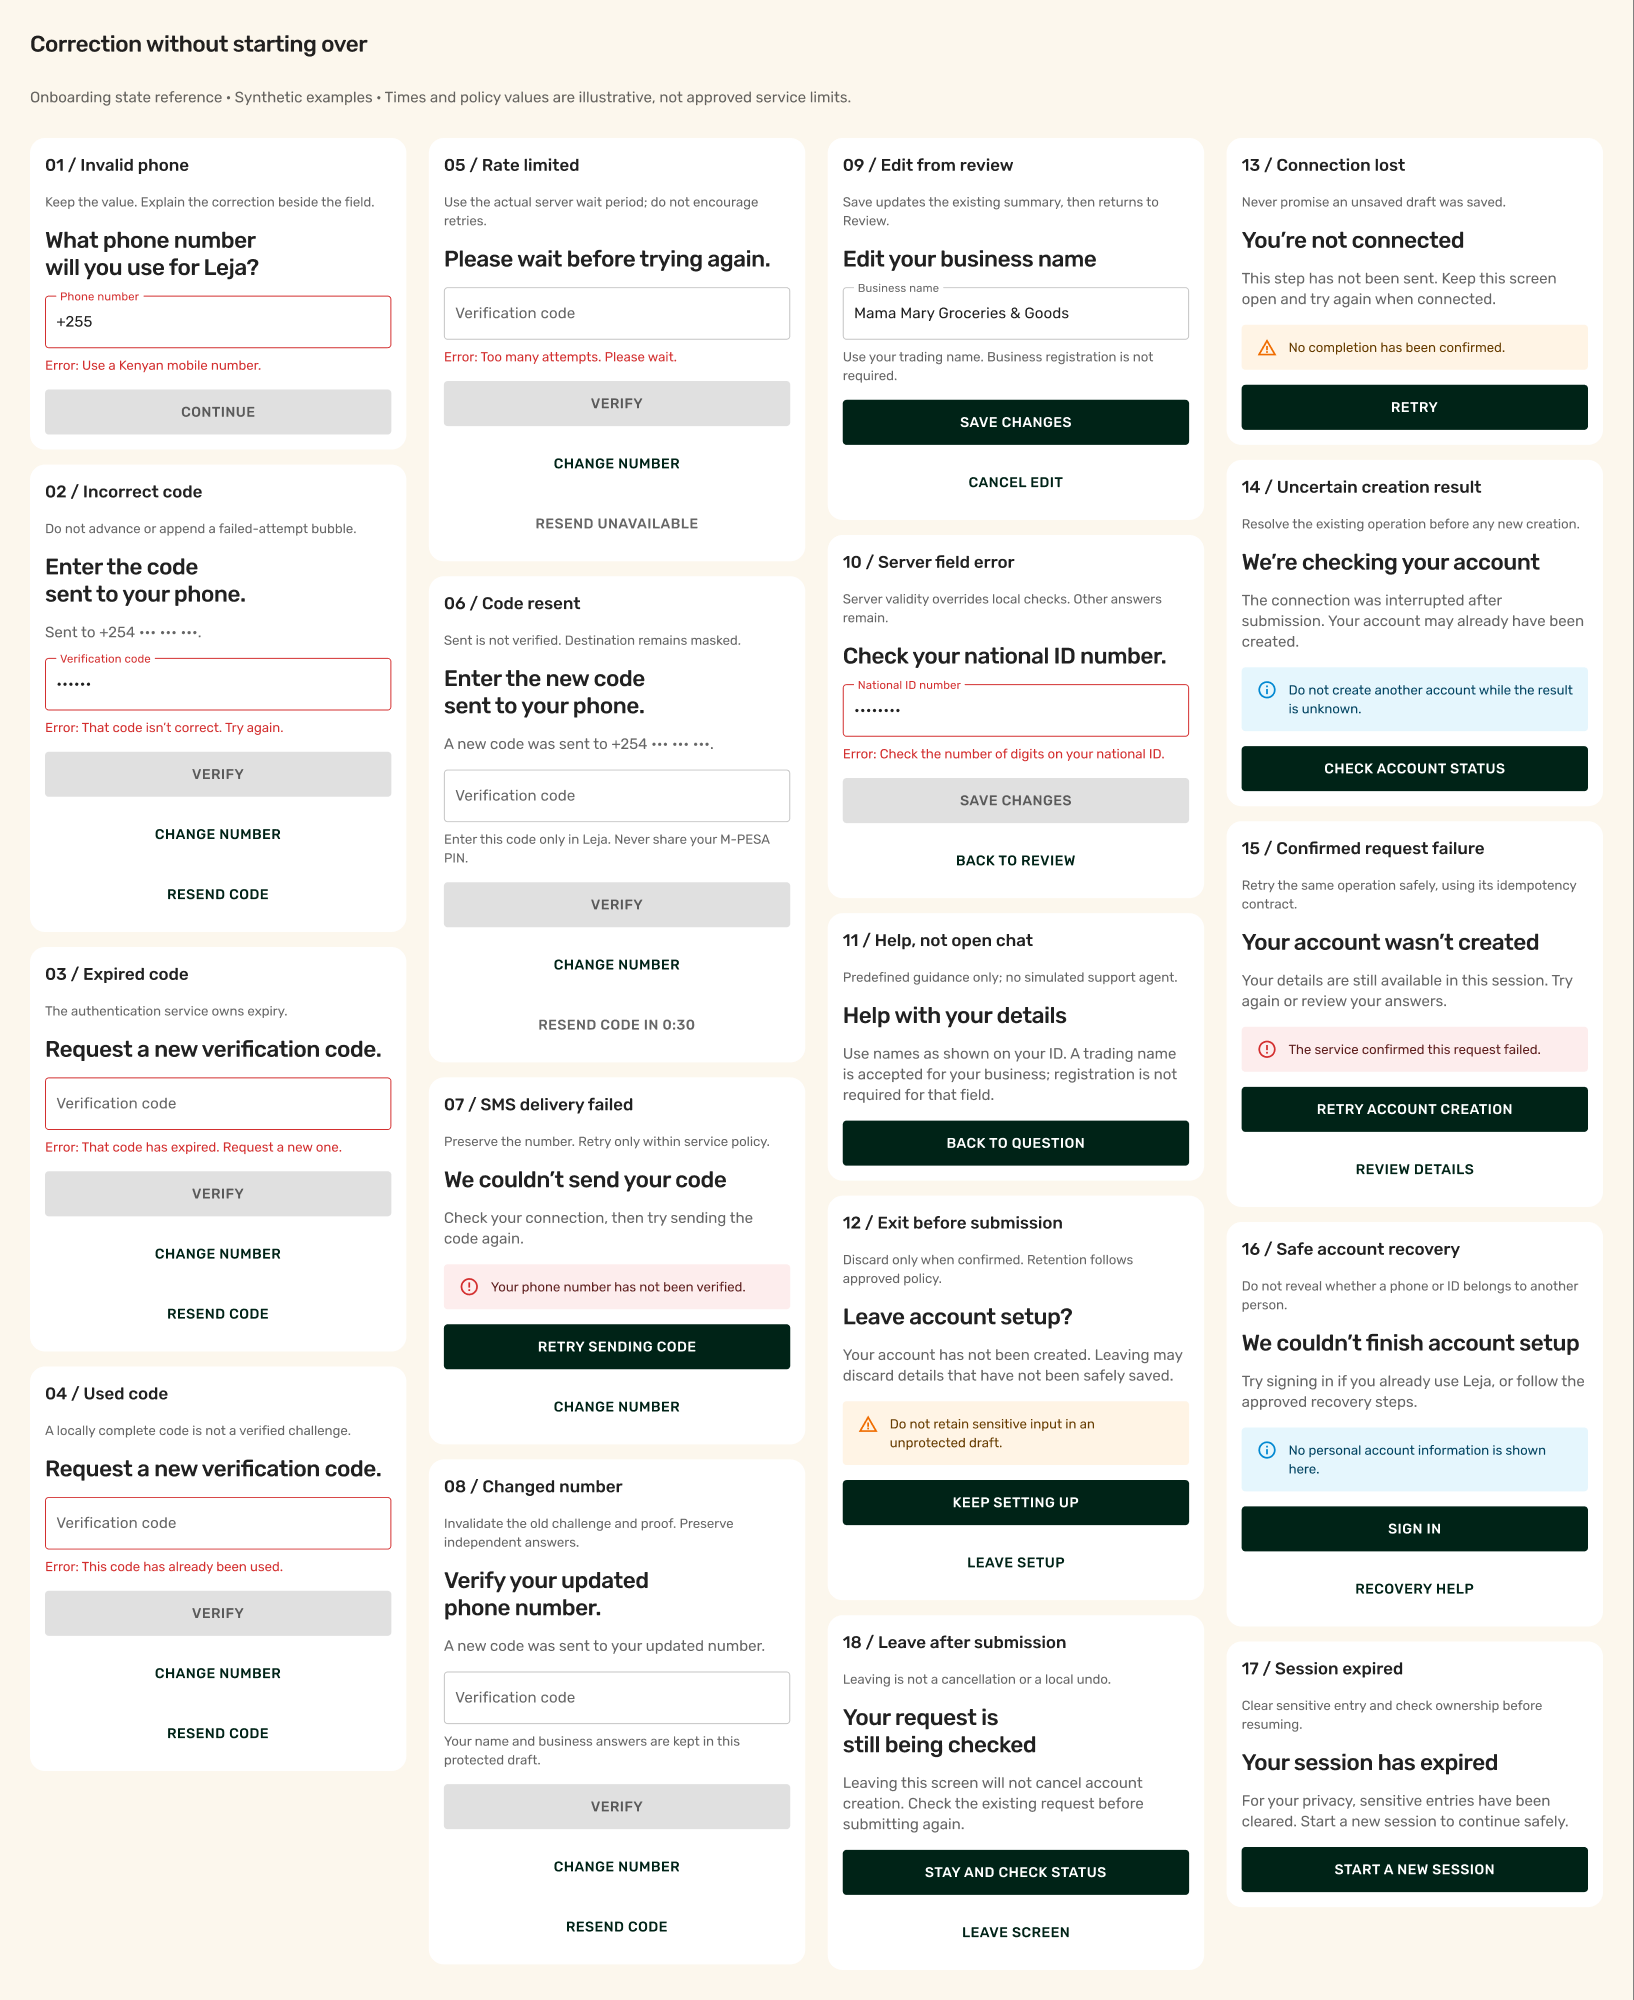 Correction without starting over
Onboarding state reference • Synthetic examples • Times and policy values are illustrative, not approved service limits.
01 / Invalid phone
Keep the value. Explain the correction beside the field.
What phone number
will you use for Leja?
Phone number
+255
Error: Use a Kenyan mobile number.
CONTINUE
02 / Incorrect code
Do not advance or append a failed-attempt bubble.
Enter the code
sent to your phone.
Sent to +254 ••• ••• •••.
Verification code
••••••
Error: That code isn’t correct. Try again.
VERIFY
CHANGE NUMBER
RESEND CODE
03 / Expired code
The authentication service owns expiry.
Request a new verification code.
Verification code
Error: That code has expired. Request a new one.
VERIFY
CHANGE NUMBER
RESEND CODE
04 / Used code
A locally complete code is not a verified challenge.
Request a new verification code.
Verification code
Error: This code has already been used.
VERIFY
CHANGE NUMBER
RESEND CODE
05 / Rate limited
Use the actual server wait period; do not encourage
retries.
Please wait before trying again.
Verification code
Error: Too many attempts. Please wait.
VERIFY
CHANGE NUMBER
RESEND UNAVAILABLE
06 / Code resent
Sent is not verified. Destination remains masked.
Enter the new code
sent to your phone.
A new code was sent to +254 ••• ••• •••.
Verification code
Enter this code only in Leja. Never share your M-PESA
PIN.
VERIFY
CHANGE NUMBER
RESEND CODE IN 0:30
07 / SMS delivery failed
Preserve the number. Retry only within service policy.
We couldn’t send your code
Check your connection, then try sending the
code again.
Your phone number has not been verified.
RETRY SENDING CODE
CHANGE NUMBER
08 / Changed number
Invalidate the old challenge and proof. Preserve
independent answers.
Verify your updated
phone number.
A new code was sent to your updated number.
Verification code
Your name and business answers are kept in this
protected draft.
VERIFY
CHANGE NUMBER
RESEND CODE
09 / Edit from review
Save updates the existing summary, then returns to
Review.
Edit your business name
Business name
Mama Mary Groceries & Goods
Use your trading name. Business registration is not
required.
SAVE CHANGES
CANCEL EDIT
10 / Server field error
Server validity overrides local checks. Other answers
remain.
Check your national ID number.
National ID number
••••••••
Error: Check the number of digits on your national ID.
SAVE CHANGES
BACK TO REVIEW
11 / Help, not open chat
Predefined guidance only; no simulated support agent.
Help with your details
Use names as shown on your ID. A trading name
is accepted for your business; registration is not
required for that field.
BACK TO QUESTION
12 / Exit before submission
Discard only when confirmed. Retention follows
approved policy.
Leave account setup?
Your account has not been created. Leaving may
discard details that have not been safely saved.
Do not retain sensitive input in an
unprotected draft.
KEEP SETTING UP
LEAVE SETUP
18 / Leave after submission
Leaving is not a cancellation or a local undo.
Your request is
still being checked
Leaving this screen will not cancel account
creation. Check the existing request before
submitting again.
STAY AND CHECK STATUS
LEAVE SCREEN
13 / Connection lost
Never promise an unsaved draft was saved.
You’re not connected
This step has not been sent. Keep this screen
open and try again when connected.
No completion has been confirmed.
RETRY
14 / Uncertain creation result
Resolve the existing operation before any new creation.
We’re checking your account
The connection was interrupted after
submission. Your account may already have been
created.
Do not create another account while the result
is unknown.
CHECK ACCOUNT STATUS
15 / Confirmed request failure
Retry the same operation safely, using its idempotency
contract.
Your account wasn’t created
Your details are still available in this session. Try
again or review your answers.
The service confirmed this request failed.
RETRY ACCOUNT CREATION
REVIEW DETAILS
16 / Safe account recovery
Do not reveal whether a phone or ID belongs to another
person.
We couldn’t finish account setup
Try signing in if you already use Leja, or follow the
approved recovery steps.
No personal account information is shown
here.
SIGN IN
RECOVERY HELP
17 / Session expired
Clear sensitive entry and check ownership before
resuming.
Your session has expired
For your privacy, sensitive entries have been
cleared. Start a new session to continue safely.
START A NEW SESSION